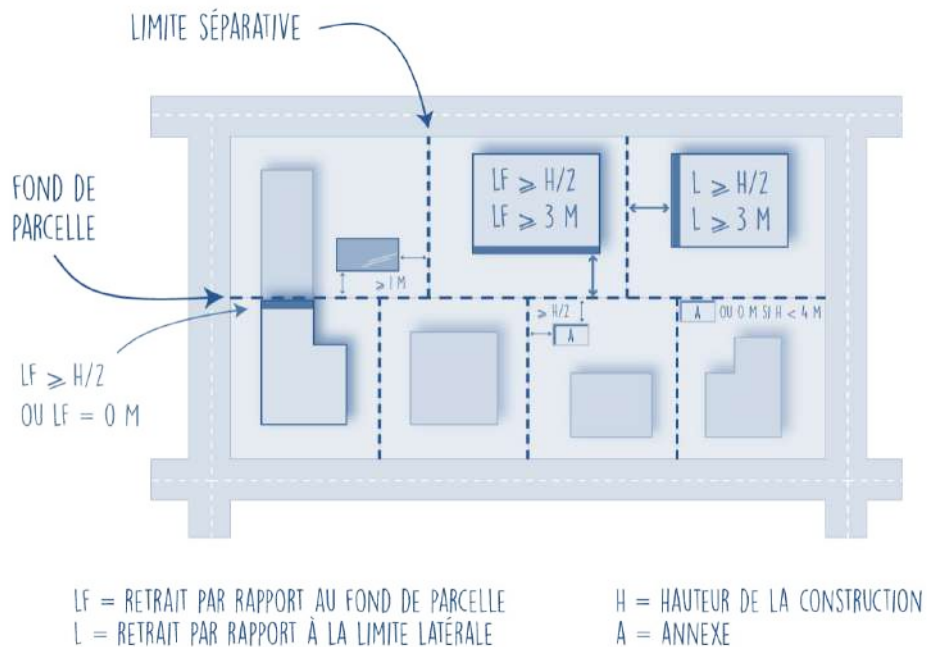 LIMITE SÉPARATIVE
FOND DE
PARCELLE
LF ⩾ H/2
LF ⩾ 3 M
L ⩾ H/2
L ⩾ 3 M
⩾ 1 M
⩾ H/2
A
A OU 0 M SI H < 4 M
LF ⩾ H/2
OU LF = 0 M
LF = RETRAIT PAR RAPPORT AU FOND DE PARCELLE
L = RETRAIT PAR RAPPORT À LA LIMITE LATÉRALE
H = HAUTEUR DE LA CONSTRUCTION
A = ANNEXE